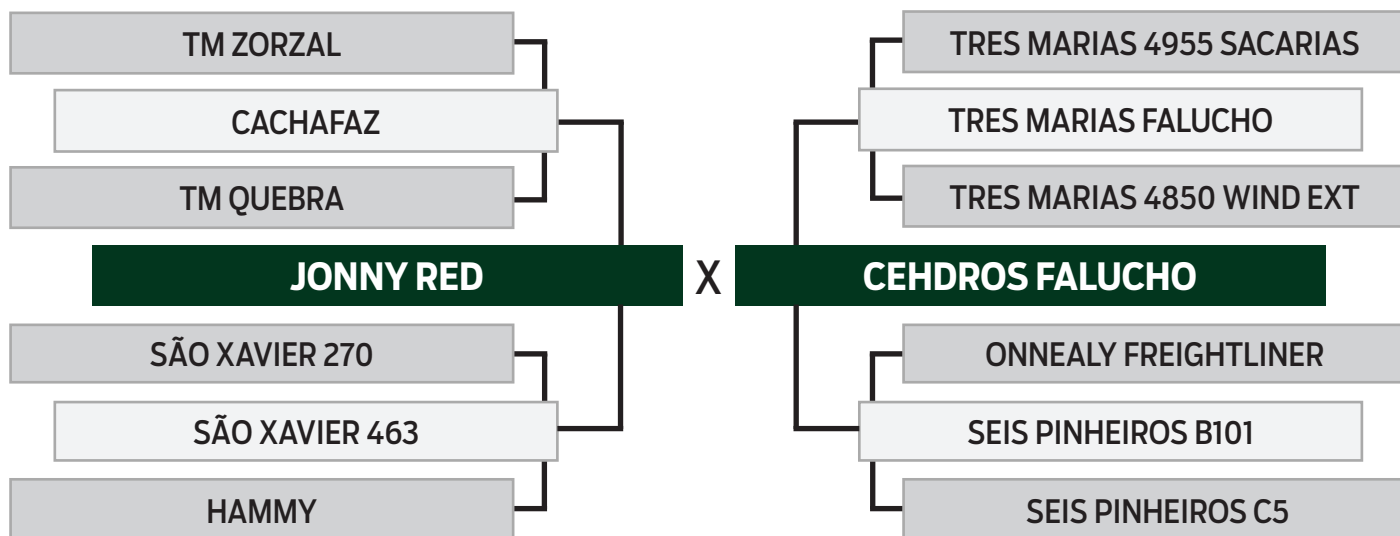 TM ZORZAL
CACHAFAZ
TM QUEBRA
JONNY RED
SÃO XAVIER 270
SÃO XAVIER 463
HAMMY
X
TRES MARIAS 4955 SACARIAS
TRES MARIAS FALUCHO
TRES MARIAS 4850 WIND EXT
CEHDROS FALUCHO
ONNEALY FREIGHTLINER
SEIS PINHEIROS B101
SEIS PINHEIROS C5